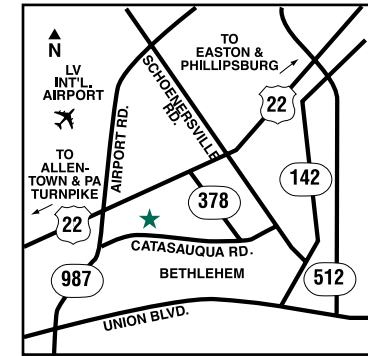 N
LV
INT'L.
AIRPORT
TO
EASTON &
PHILLIPSBURG
SCHOENERSVILLE
RD.
AIRPORT RD.
22
TO
ALLEN-
TOWN & PA
TURNPIKE
22
378
142
CATASAUQUA RD.
BETHLEHEM
987
512
UNION BLVD.